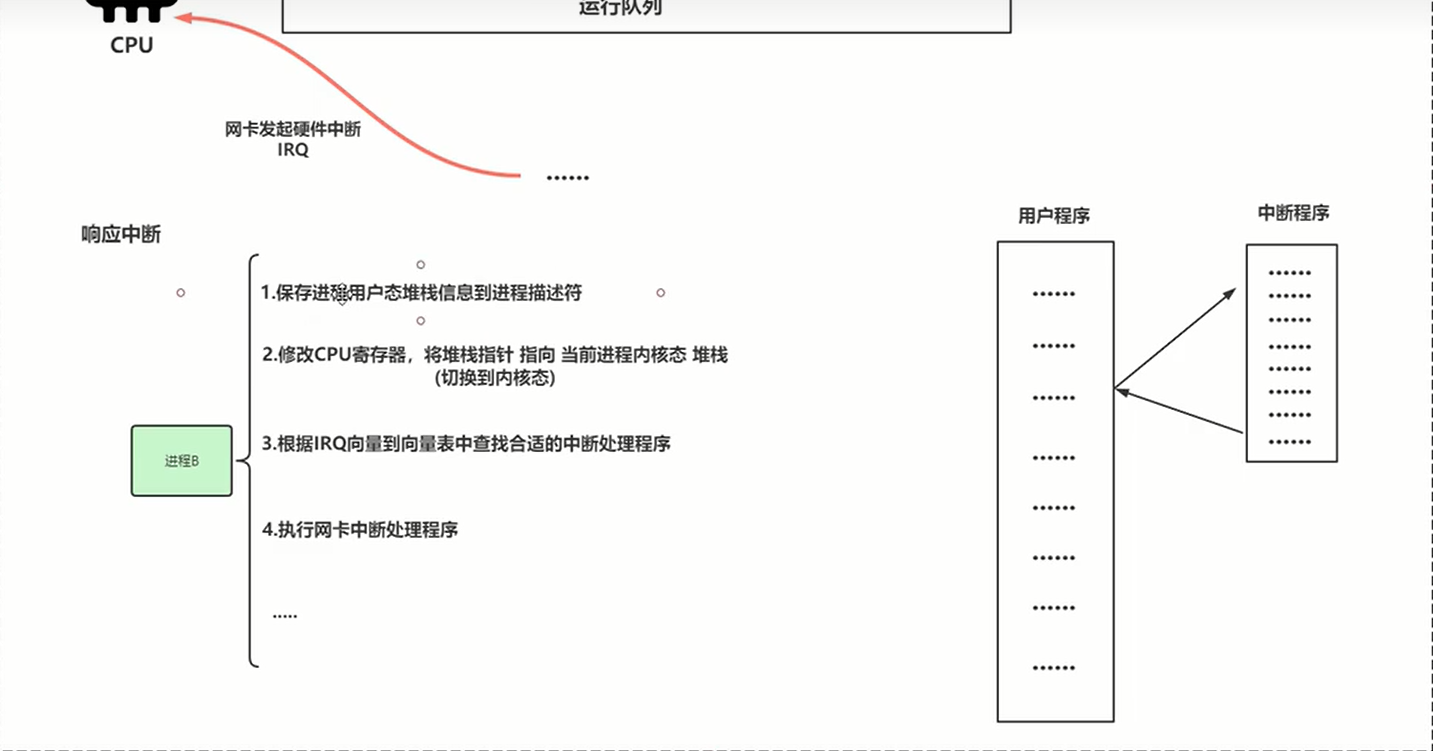 运行队列
CPU
网卡发起硬件中断
IRQ
......
响应中断
1.保存进程用户态堆栈信息到进程描述符
2.修改CPU寄存器，将堆栈指针 指向 当前进程内核态 堆栈
(切换到内核态)
3.根据IRQ向量到向量表中查找合适的中断处理程序
进程B
4.执行网卡中断处理程序
.....
用户程序
......
......
......
......
......
......
......
......
中断程序
......
......
......
......
......
......
......
......